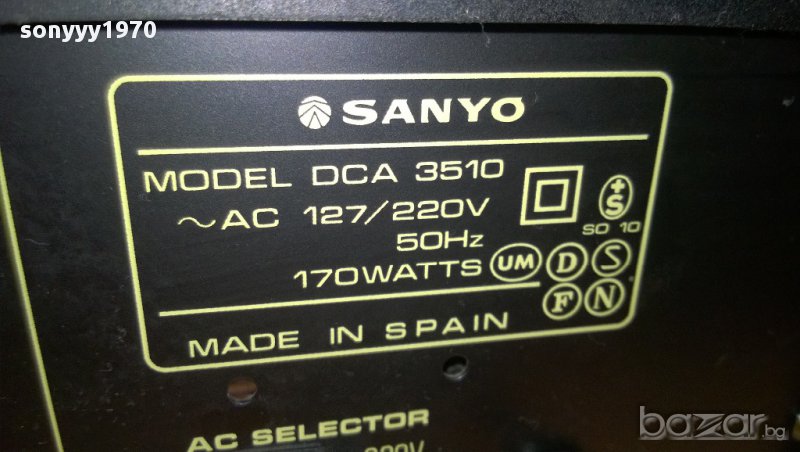 sonyyy1970
SANYO
MODEL DCA 3510
~AC 127/220V
50Hz
170WATTS
+S
SO 10
UM D S
F N
MADE IN SPAIN
AC SELECTOR
220V
bazar.bg